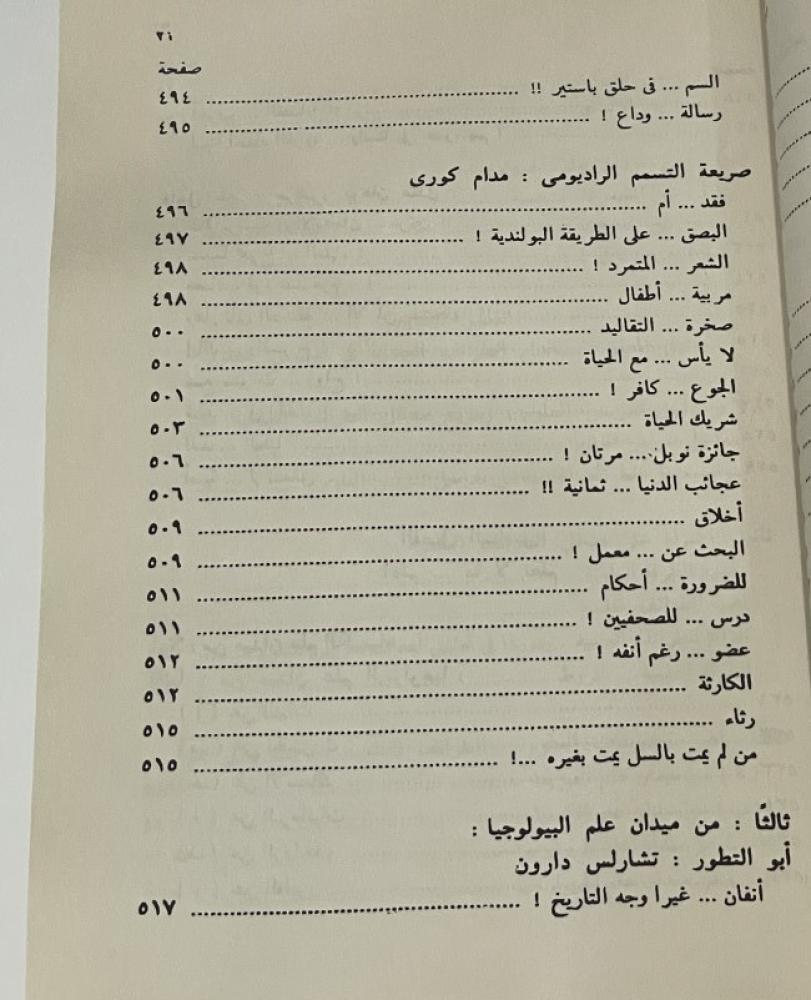 ٢١
صفحة
السم ... فى حلق باستير !! ........ ٤٩٤
رسالة ... وداع ! ........ ٤٩٥
صريعة التسمم الراديومى : مدام كورى
فقد ... أم ........ ٤٩٦
البصق ... على الطريقة البولندية ! ........ ٤٩٧
الشعر ... المتمرد ! ........ ٤٩٨
مربية ... أطفال ........ ٤٩٨
صخرة ... التقاليد ........ ٥٠٠
لا يأس ... مع الحياة ........ ٥٠٠
الجوع ... كافر ! ........ ٥٠١
شريك الحياة ........ ٥٠٣
جائزة نوبل ... مرتان ! ........ ٥٠٦
عجائب الدنيا ... ثمانية !! ........ ٥٠٦
أخلاق ........ ٥٠٩
البحث عن ... معمل ! ........ ٥٠٩
للضرورة ... أحكام ........ ٥١١
درس ... للصحفيين ! ........ ٥١١
عضو ... رغم أنفه ! ........ ٥١٢
الكارثة ........ ٥١٢
رثاء ........ ٥١٥
من لم يمت بالسل يمت بغيره ...! ........ ٥١٥
ثالثًا : من ميدان علم البيولوجيا :
أبو التطور : تشارلس دارون
أنفان ... غيرا وجه التاريخ ! ........ ٥١٧